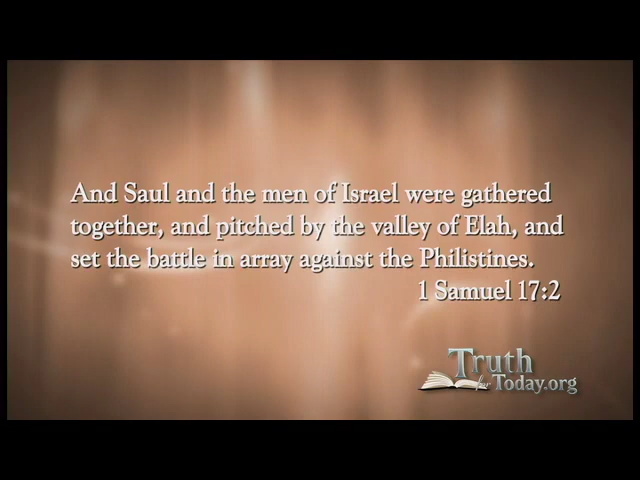 And Saul and the men of Israel were gathered
together, and pitched by the valley of Elah, and
set the battle in array against the Philistines.
1 Samuel 17:2
Truth
for Today.org